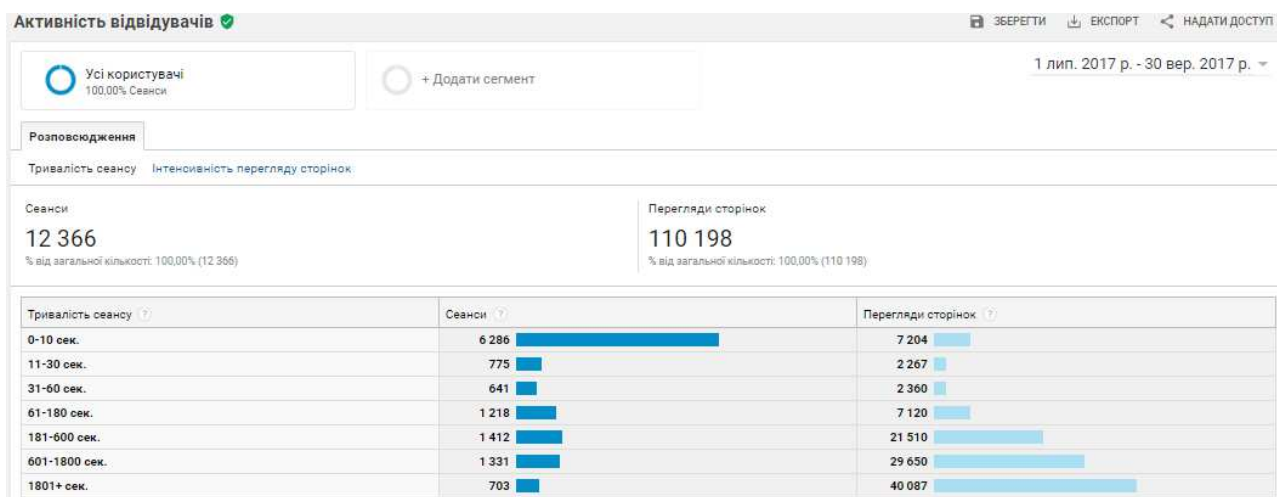 Активність відвідувачів
ЗБЕРЕГТИ ЕКСПОРТ НАДАТИ ДОСТУП
Усі користувачі
100,00% Сеанси
+ Додати сегмент
1 лип. 2017 р. - 30 вер. 2017 р.
Розповсюдження
Тривалість сеансу Інтенсивність перегляду сторінок
Сеанси
12 366
% від загальної кількості: 100,00% (12 366)
Перегляди сторінок
110 198
% від загальної кількості: 100,00% (110 198)
Тривалість сеансу ? Сеанси ? Перегляди сторінок ?
0-10 сек. 6 286 7 204
11-30 сек. 775 2 267
31-60 сек. 641 2 360
61-180 сек. 1 218 7 120
181-600 сек. 1 412 21 510
601-1800 сек. 1 331 29 650
1801+ сек. 703 40 087